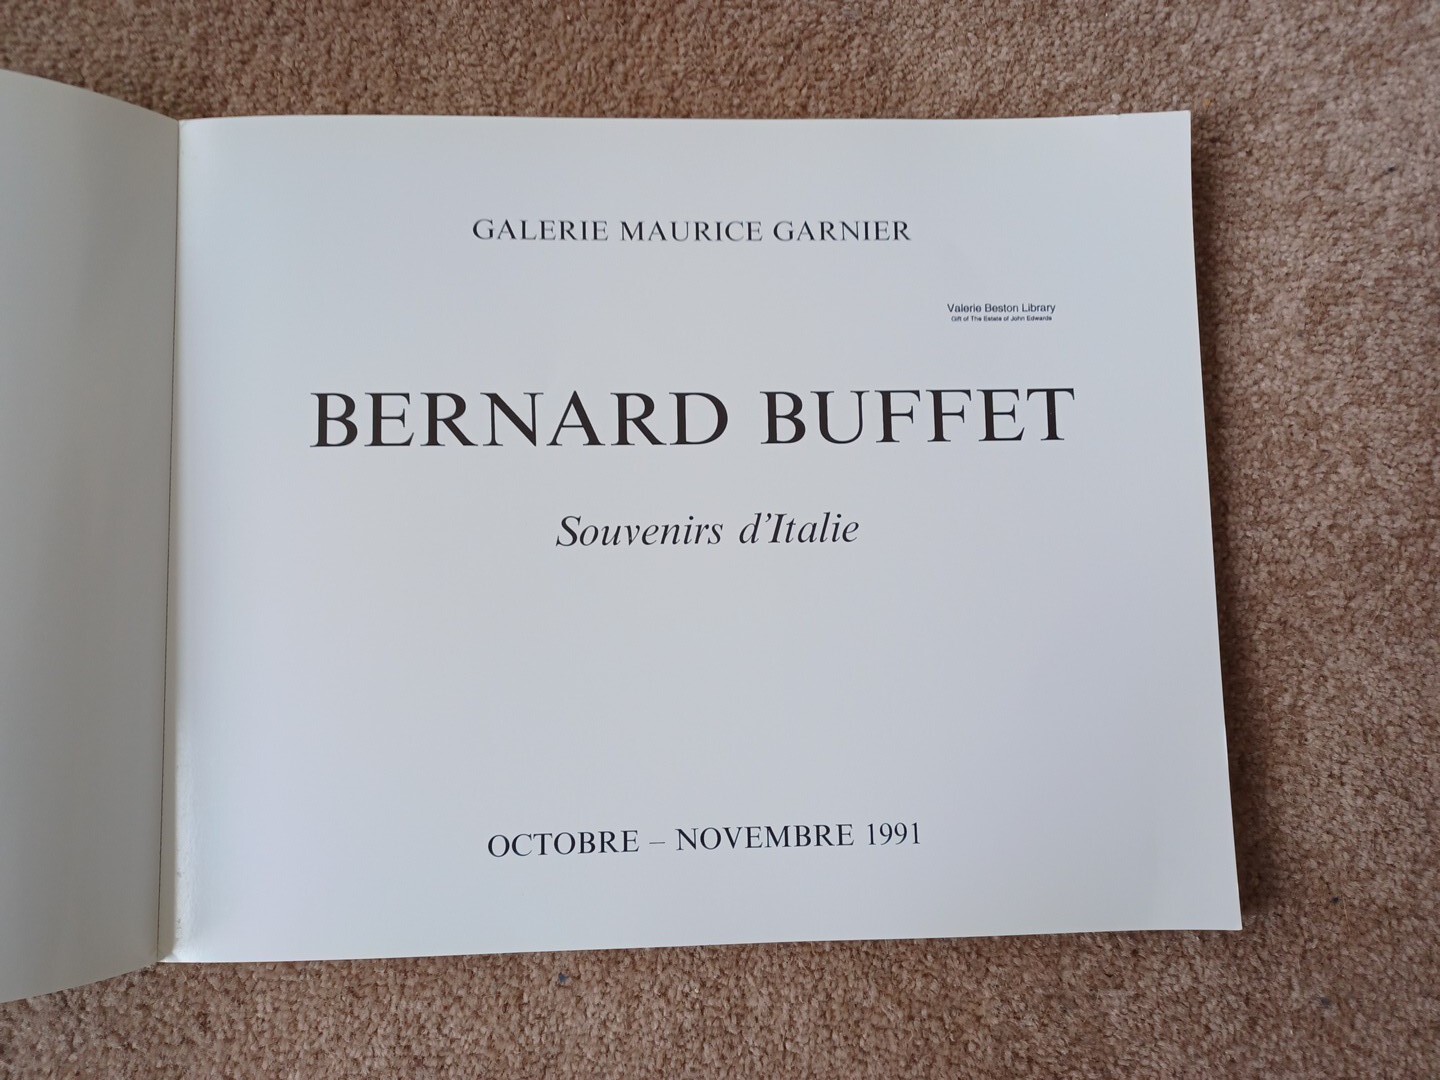 GALERIE MAURICE GARNIER
Valerie Beston Library
Gift of The Estate of John Edwards
BERNARD BUFFET
Souvenirs d'Italie
OCTOBRE – NOVEMBRE 1991